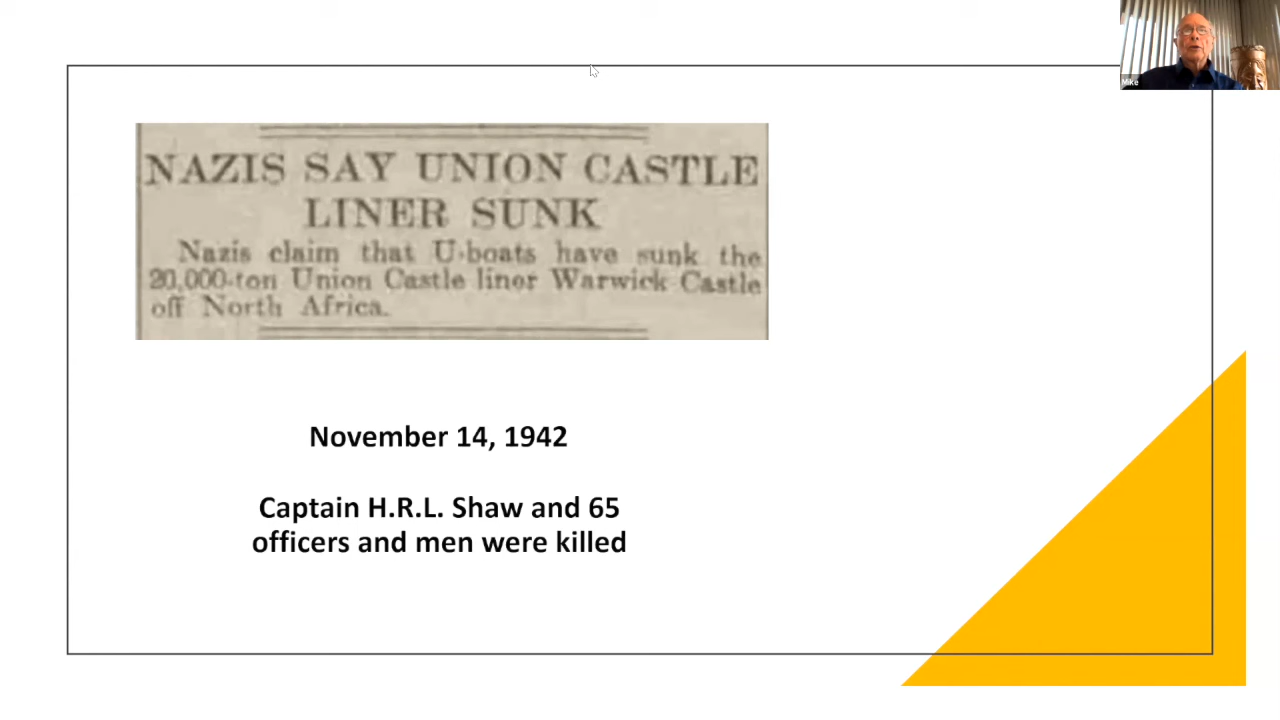 NAZIS SAY UNION CASTLE
LINER SUNK
Nazis claim that U-boats have sunk the
20,000-ton Union Castle liner Warwick Castle
off North Africa.
November 14, 1942
Captain H.R.L. Shaw and 65
officers and men were killed
Mike